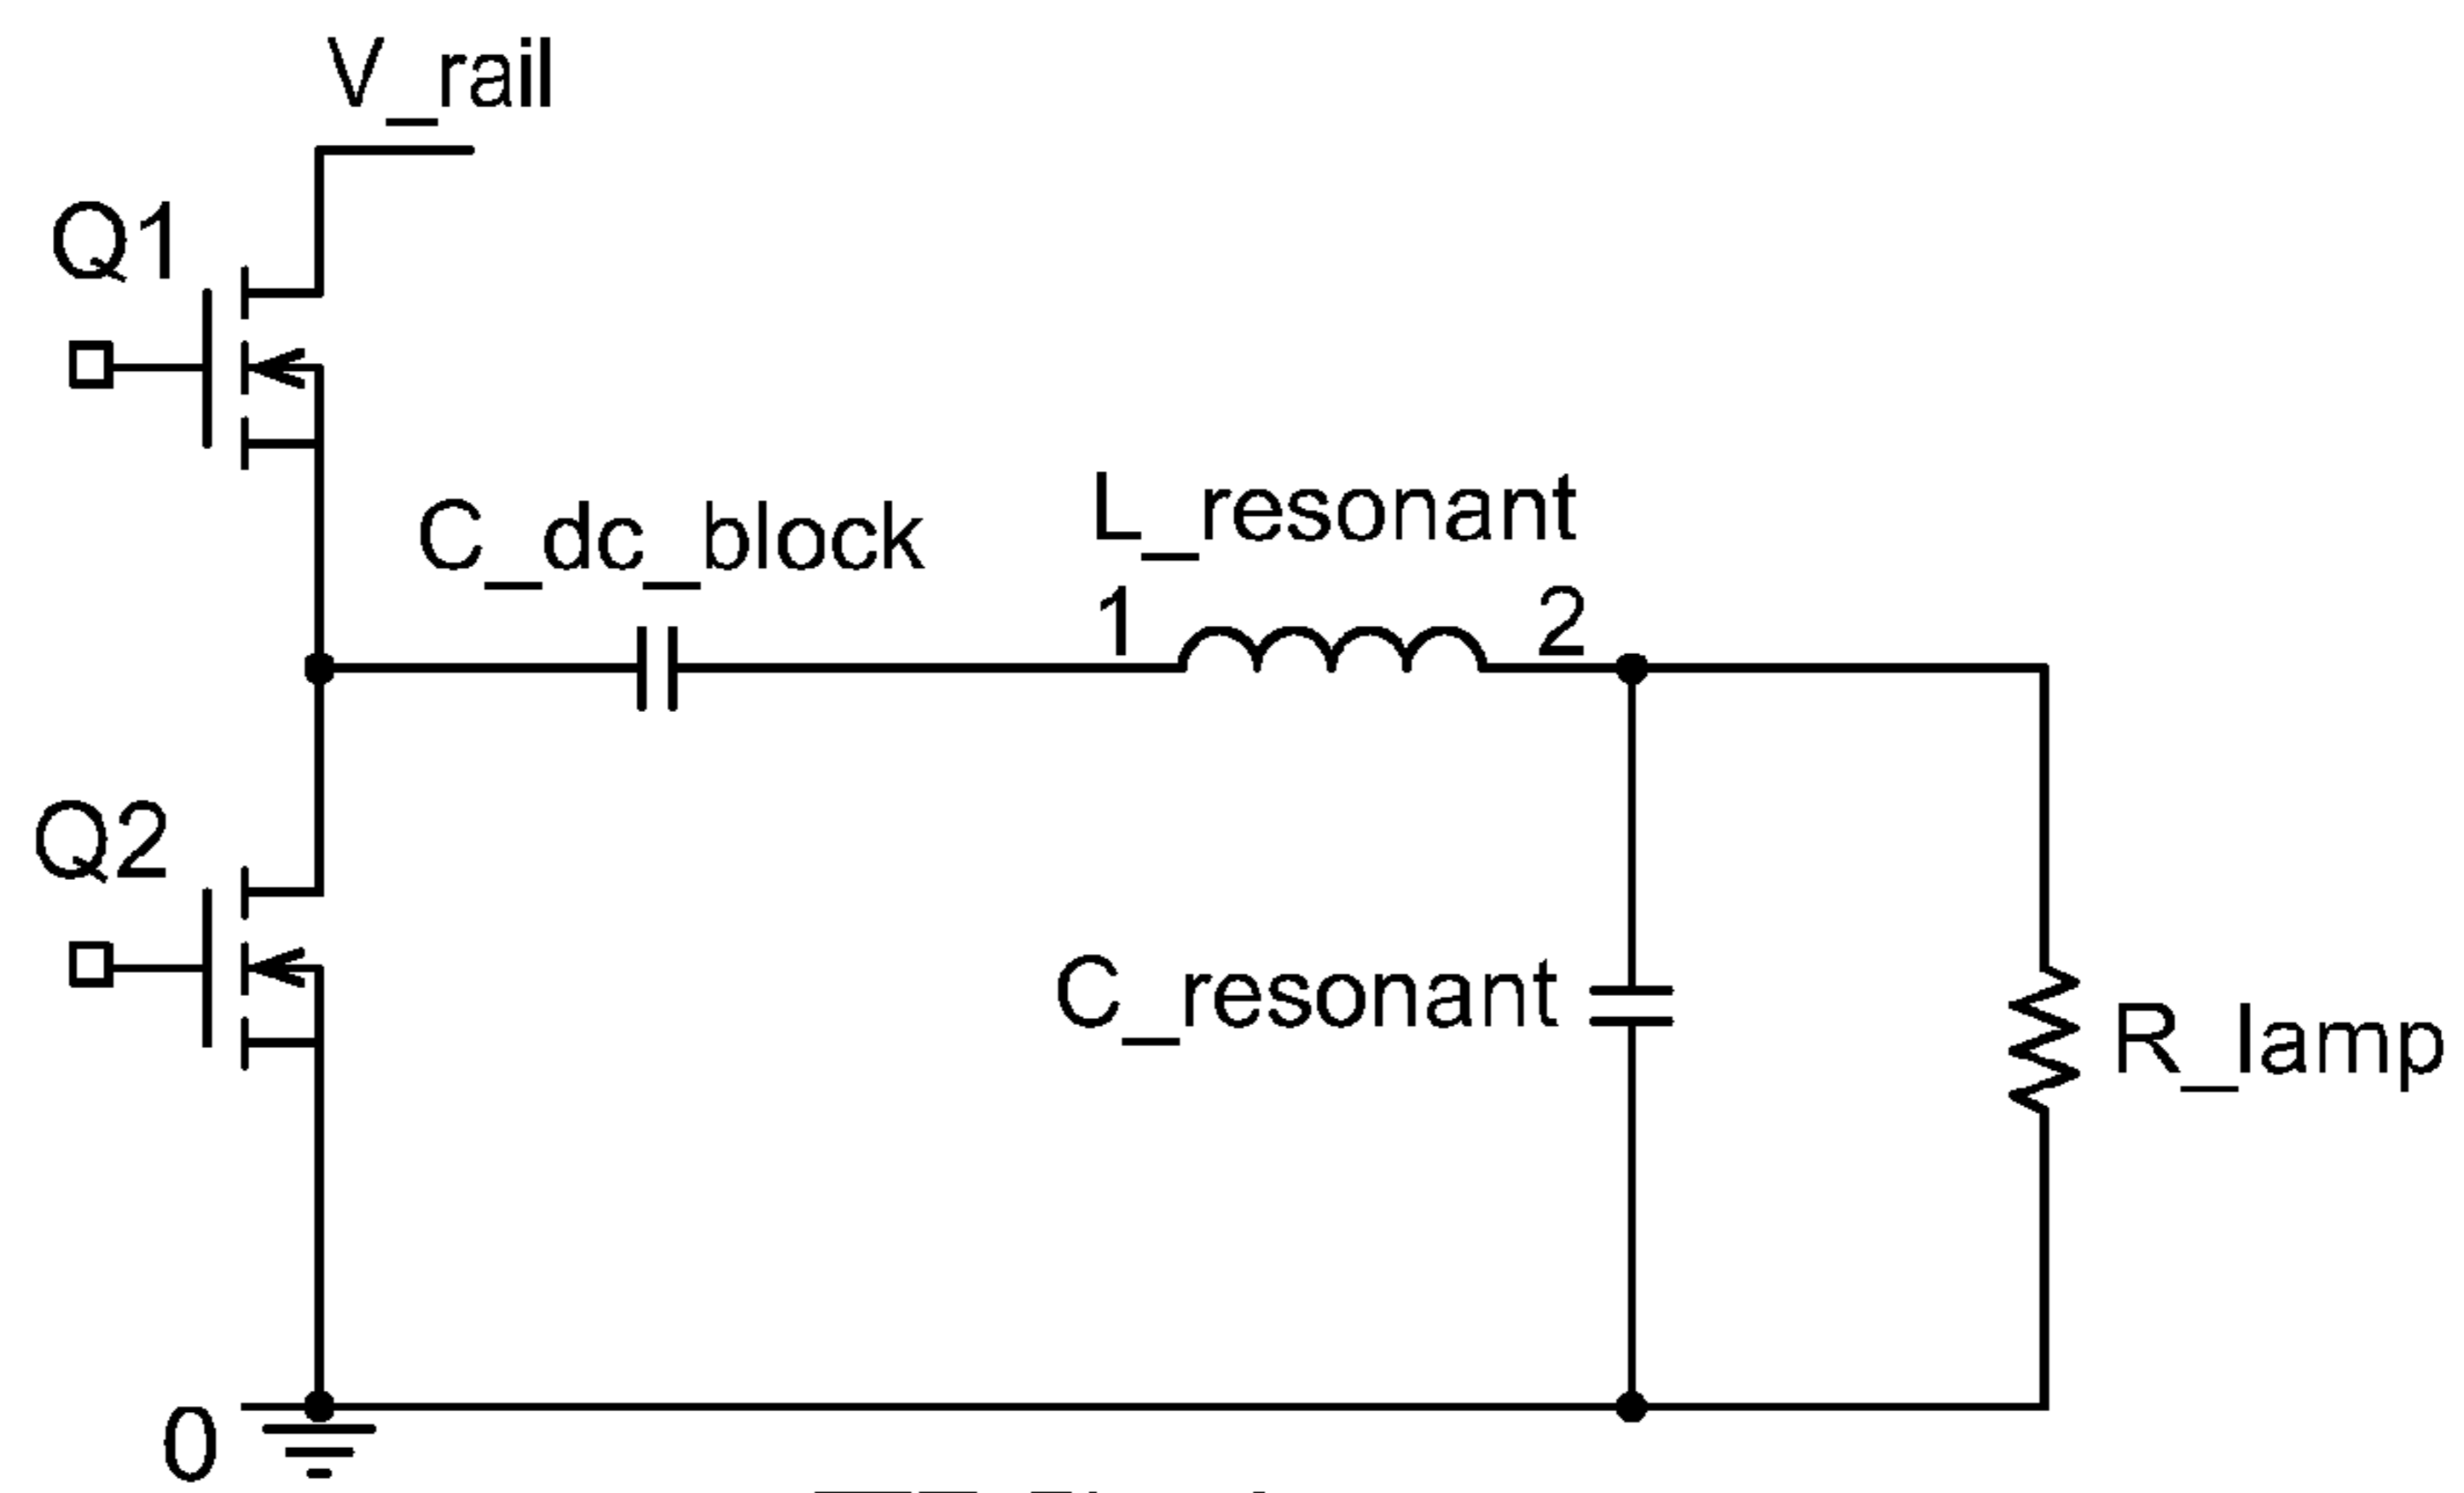 V_rail
Q1
C_dc_block
L_resonant
1
2
Q2
C_resonant
R_lamp
0